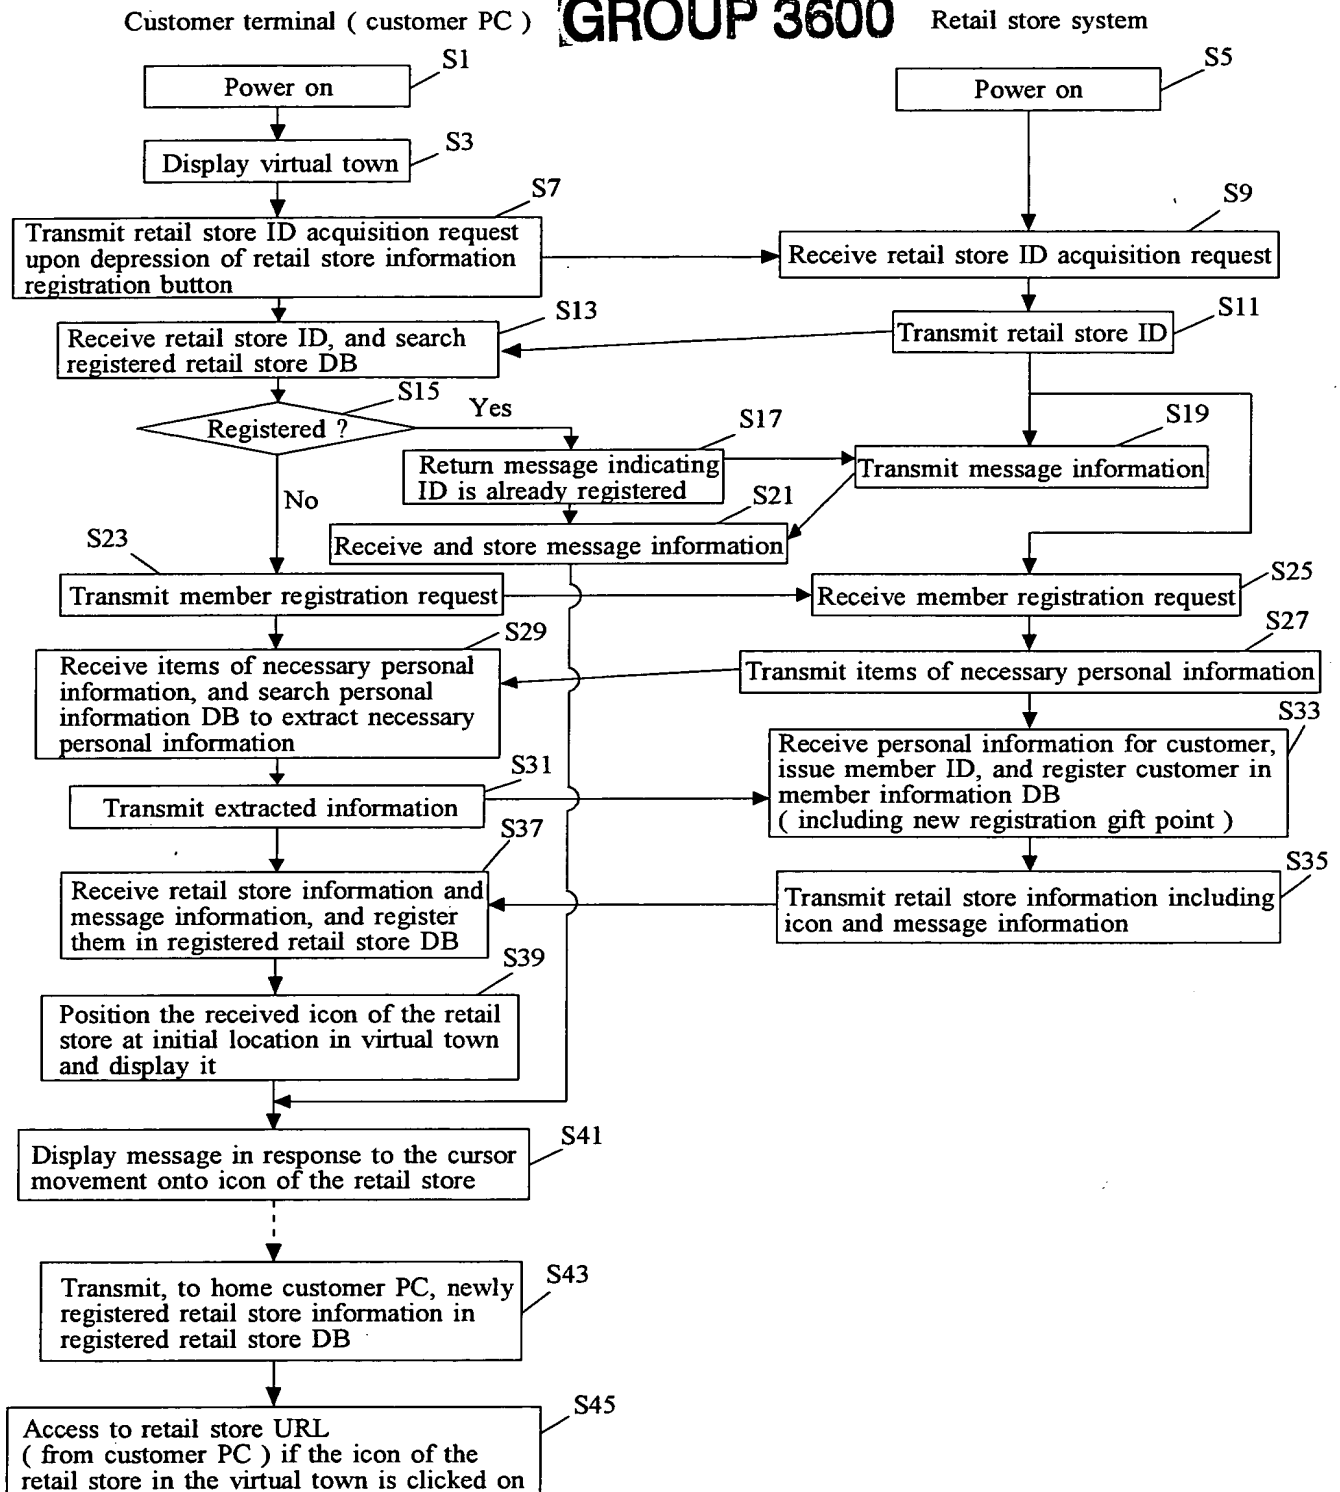 Customer terminal ( customer PC )
GROUP 3600
Retail store system
S1
Power on
S5
Power on
S3
Display virtual town
S7
Transmit retail store ID acquisition request
upon depression of retail store information
registration button
S9
Receive retail store ID acquisition request
S13
Receive retail store ID, and search
registered retail store DB
S11
Transmit retail store ID
S15
Registered ?
Yes
No
S17
Return message indicating
ID is already registered
S19
Transmit message information
S21
Receive and store message information
S23
Transmit member registration request
S25
Receive member registration request
S29
Receive items of necessary personal
information, and search personal
information DB to extract necessary
personal information
S27
Transmit items of necessary personal information
S31
Transmit extracted information
S33
Receive personal information for customer,
issue member ID, and register customer in
member information DB
( including new registration gift point )
S37
Receive retail store information and
message information, and register
them in registered retail store DB
S35
Transmit retail store information including
icon and message information
S39
Position the received icon of the retail
store at initial location in virtual town
and display it
S41
Display message in response to the cursor
movement onto icon of the retail store
S43
Transmit, to home customer PC, newly
registered retail store information in
registered retail store DB
S45
Access to retail store URL
( from customer PC ) if the icon of the
retail store in the virtual town is clicked on